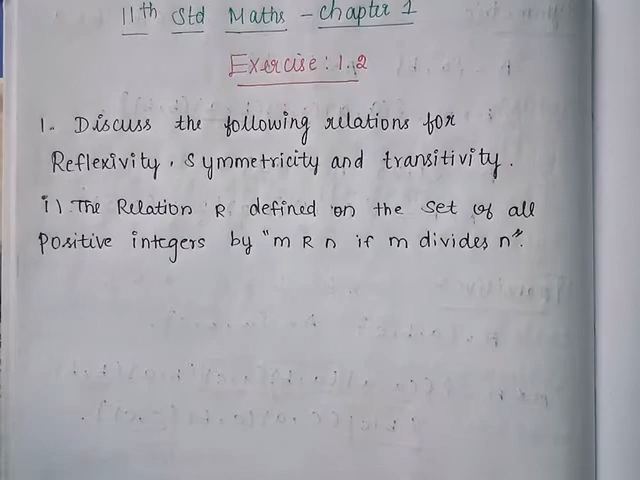 11th Std Maths - Chapter 1
Exercise: 1.2
1. Discuss the following relations for
Reflexivity, Symmetricity and transitivity.
i) The Relation R defined on the set of all
positive integers by "m R n if m divides n".